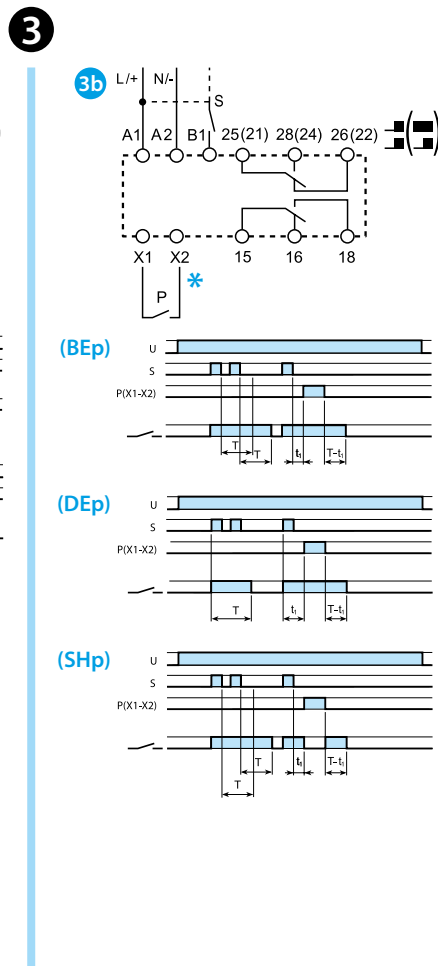 3
3b L/+ N/-
S
A1 A2 B1 25(21) 28(24) 26(22)
X1 X2 15 16 18
*
P
(BEp)
U
S
P(X1-X2)
T T t₁ T-t₁
(DEp)
U
S
P(X1-X2)
T t₁ T-t₁
(SHp)
U
S
P(X1-X2)
T t₁ T-t₁
T